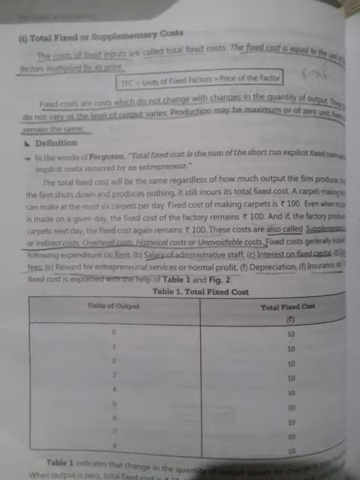 (i) Total Fixed or Supplementary Costs
The costs of fixed inputs are called total fixed costs. The fixed cost is equal to the
factors multiplied by its price.
TFC = Units of Fixed Factors × Price of the Factor
Fixed costs are costs which do not change with changes in the quantity of output.
do not vary as the level of output varies. Production may be maximum or of zero unit,
remain the same.
Definition
In the words of Ferguson, "Total fixed cost is the sum of the short run explicit fixed
implicit costs incurred by an entrepreneur."
The total fixed cost will be the same regardless of how much output the firm produces.
the firm shuts down and produces nothing, it still incurs its total fixed cost. A carpet-making
can make at the most six carpets per day. Fixed cost of making carpets is ₹ 100. Even when
is made on a given day, the fixed cost of the factory remains ₹ 100. And if, the factory
carpets next day, the fixed cost again remains ₹ 100. These costs are also called Supplementary
or Indirect costs, Overhead costs, Historical costs or Unavoidable costs. Fixed costs generally
following expenditure: (a) Rent, (b) Salary of administrative staff, (c) Interest on fixed capital,
fees, (e) Reward for entrepreneurial services or normal profit, (f) Depreciation, (f) Insurance
fixed cost is explained with the help of Table 1 and Fig. 2.
Table 1. Total Fixed Cost
Units of Output Total Fixed Cost
(₹)
0 10
1 10
2 10
3 10
4 10
5 10
6 10
7 10
8 10
Table 1 indicates that change in the quantity of output
When output is zero, total fixed cost is ₹ 10